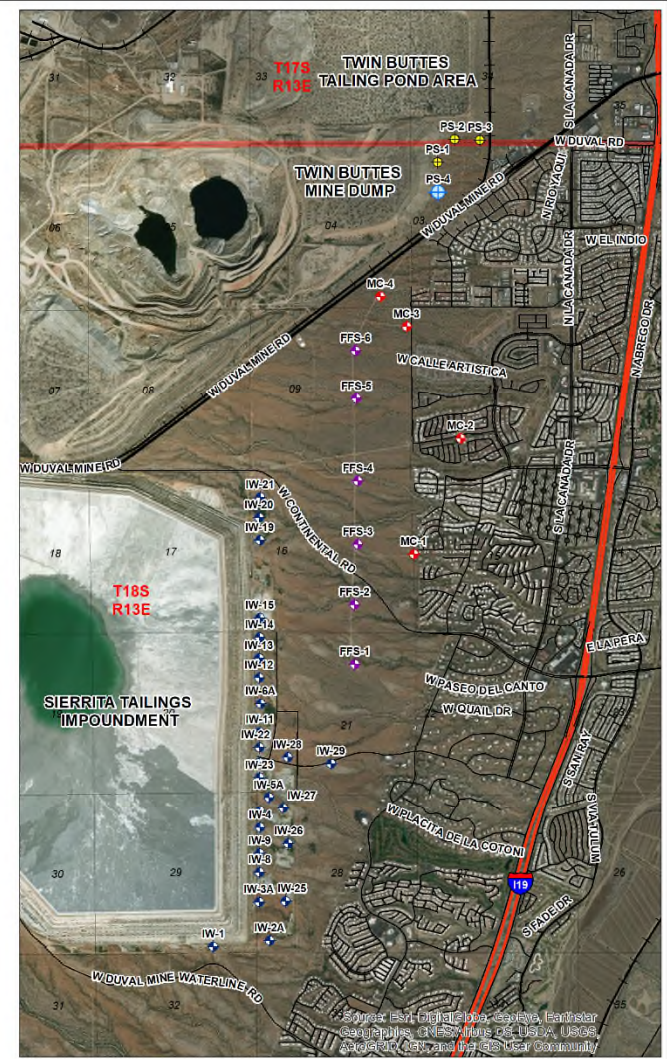 TWIN BUTTES
TAILING POND AREA
T17S
R13E
31
32
33
34
35
S LA CANADA DR
PS-2
PS-3
W DUVAL RD
PS-1
TWIN BUTTES
MINE DUMP
PS-4
N RIO YAQUI
06
05
04
03
W DUVAL MINE RD
W EL INDIO
N LA CANADA DR
MC-4
MC-3
N ABREGO DR
FFS-6
W DUVAL MINE RD
W CALLE ARTISTICA
07
08
09
FFS-5
MC-2
S LA CANADA DR
W DUVAL MINE RD
FFS-4
IW-21
IW-20
W CONTINENTAL RD
IW-19
18
17
16
FFS-3
MC-1
15
T18S
R13E
FFS-2
IW-15
IW-14
IW-13
E LA PERA
IW-12
FFS-1
IW-6A
W PASEO DEL CANTO
SIERRITA TAILINGS
IMPOUNDMENT
W QUAIL DR
IW-11
21
IW-22
IW-28
IW-29
S SAN RAY
IW-23
IW-5A
IW-27
S VIA TULUM
IW-4
W PLACITA DE LA COTONI
IW-26
IW-9
IW-8
30
29
28
26
I19
IW-3A
IW-25
S FADE DR
IW-1
IW-2A
W DUVAL MINE WATERLINE RD
31
32
33
35
Source: Esri, DigitalGlobe, GeoEye, Earthstar
Geographics, CNES/Airbus DS, USDA, USGS,
AeroGRID, IGN, and the GIS User Community